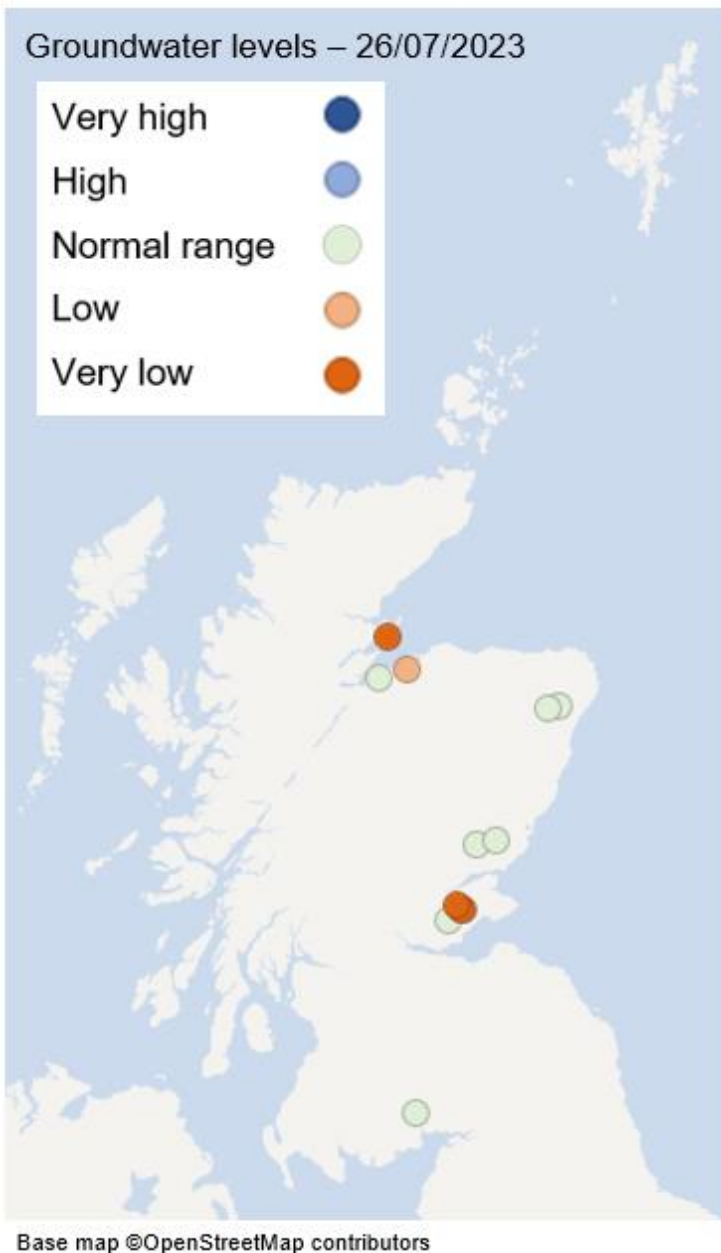 Groundwater levels – 26/07/2023
Very high
High
Normal range
Low
Very low
Base map ©OpenStreetMap contributors